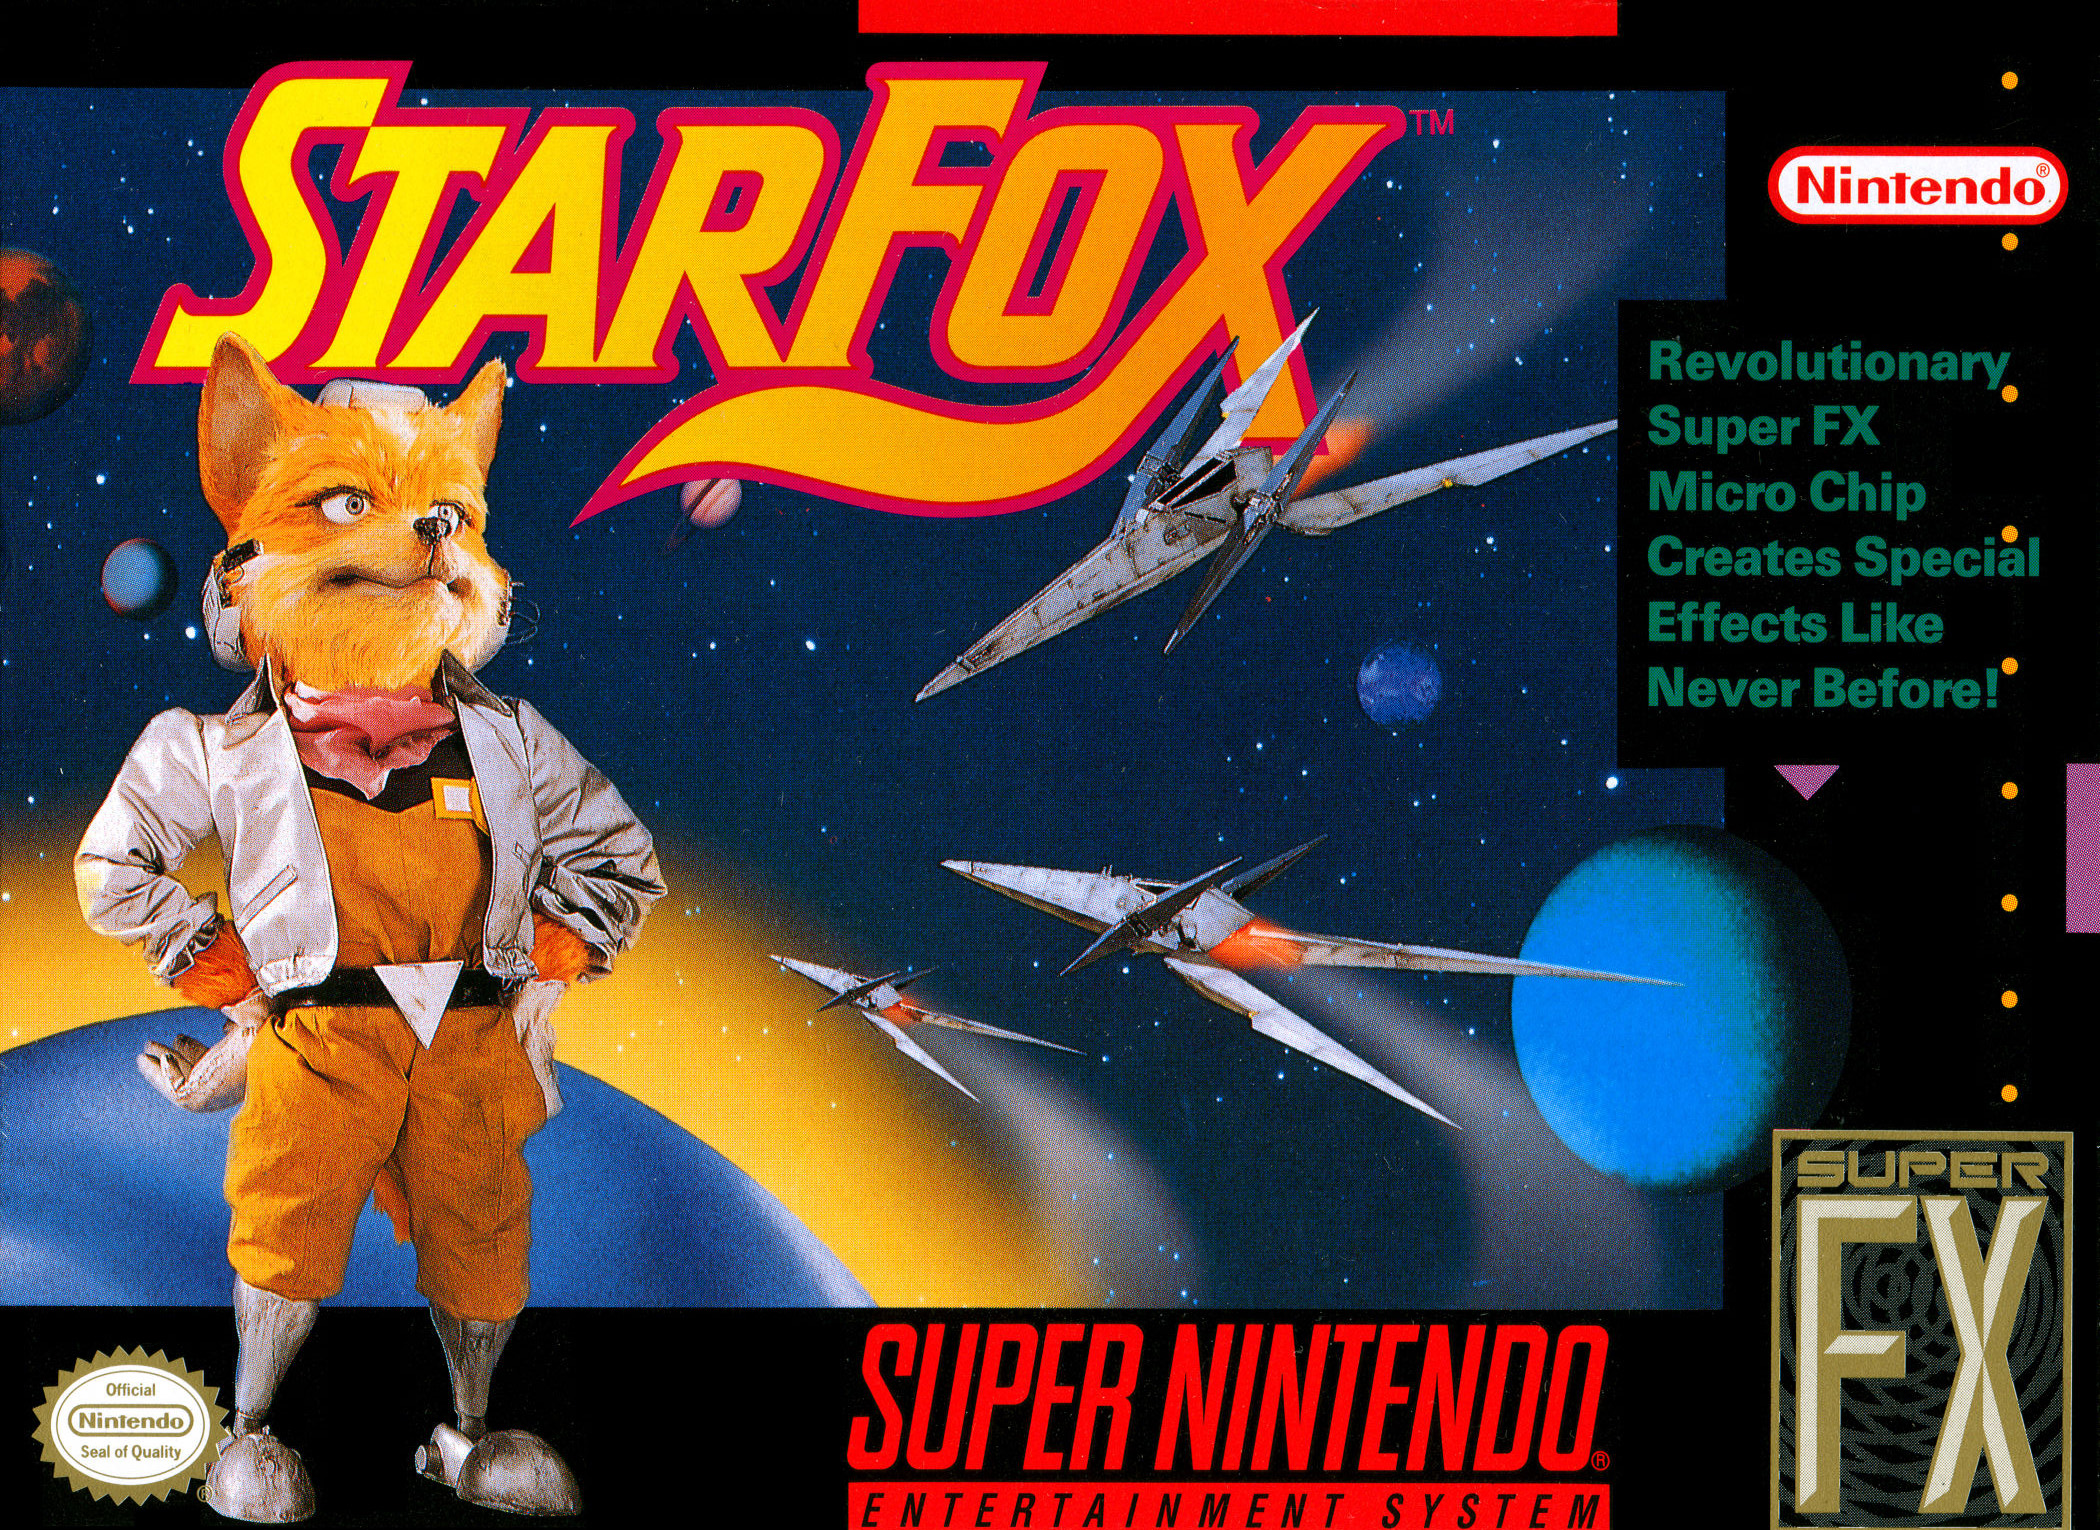 STARFOX™
Nintendo®
Revolutionary
Super FX
Micro Chip
Creates Special
Effects Like
Never Before!
SUPER
FX
Official
Nintendo
Seal of Quality
®
SUPER NINTENDO®
ENTERTAINMENT SYSTEM